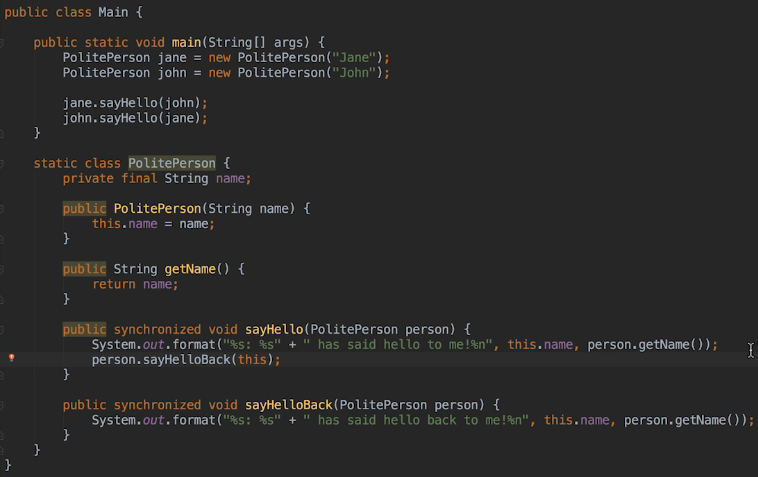 public class Main {
public static void main(String[] args) {
PolitePerson jane = new PolitePerson("Jane");
PolitePerson john = new PolitePerson("John");
jane.sayHello(john);
john.sayHello(jane);
}
static class PolitePerson {
private final String name;
public PolitePerson(String name) {
this.name = name;
}
public String getName() {
return name;
}
public synchronized void sayHello(PolitePerson person) {
System.out.format("%s: %s" + " has said hello to me!%n", this.name, person.getName());
person.sayHelloBack(this);
}
public synchronized void sayHelloBack(PolitePerson person) {
System.out.format("%s: %s" + " has said hello back to me!%n", this.name, person.getName());
}
}
}